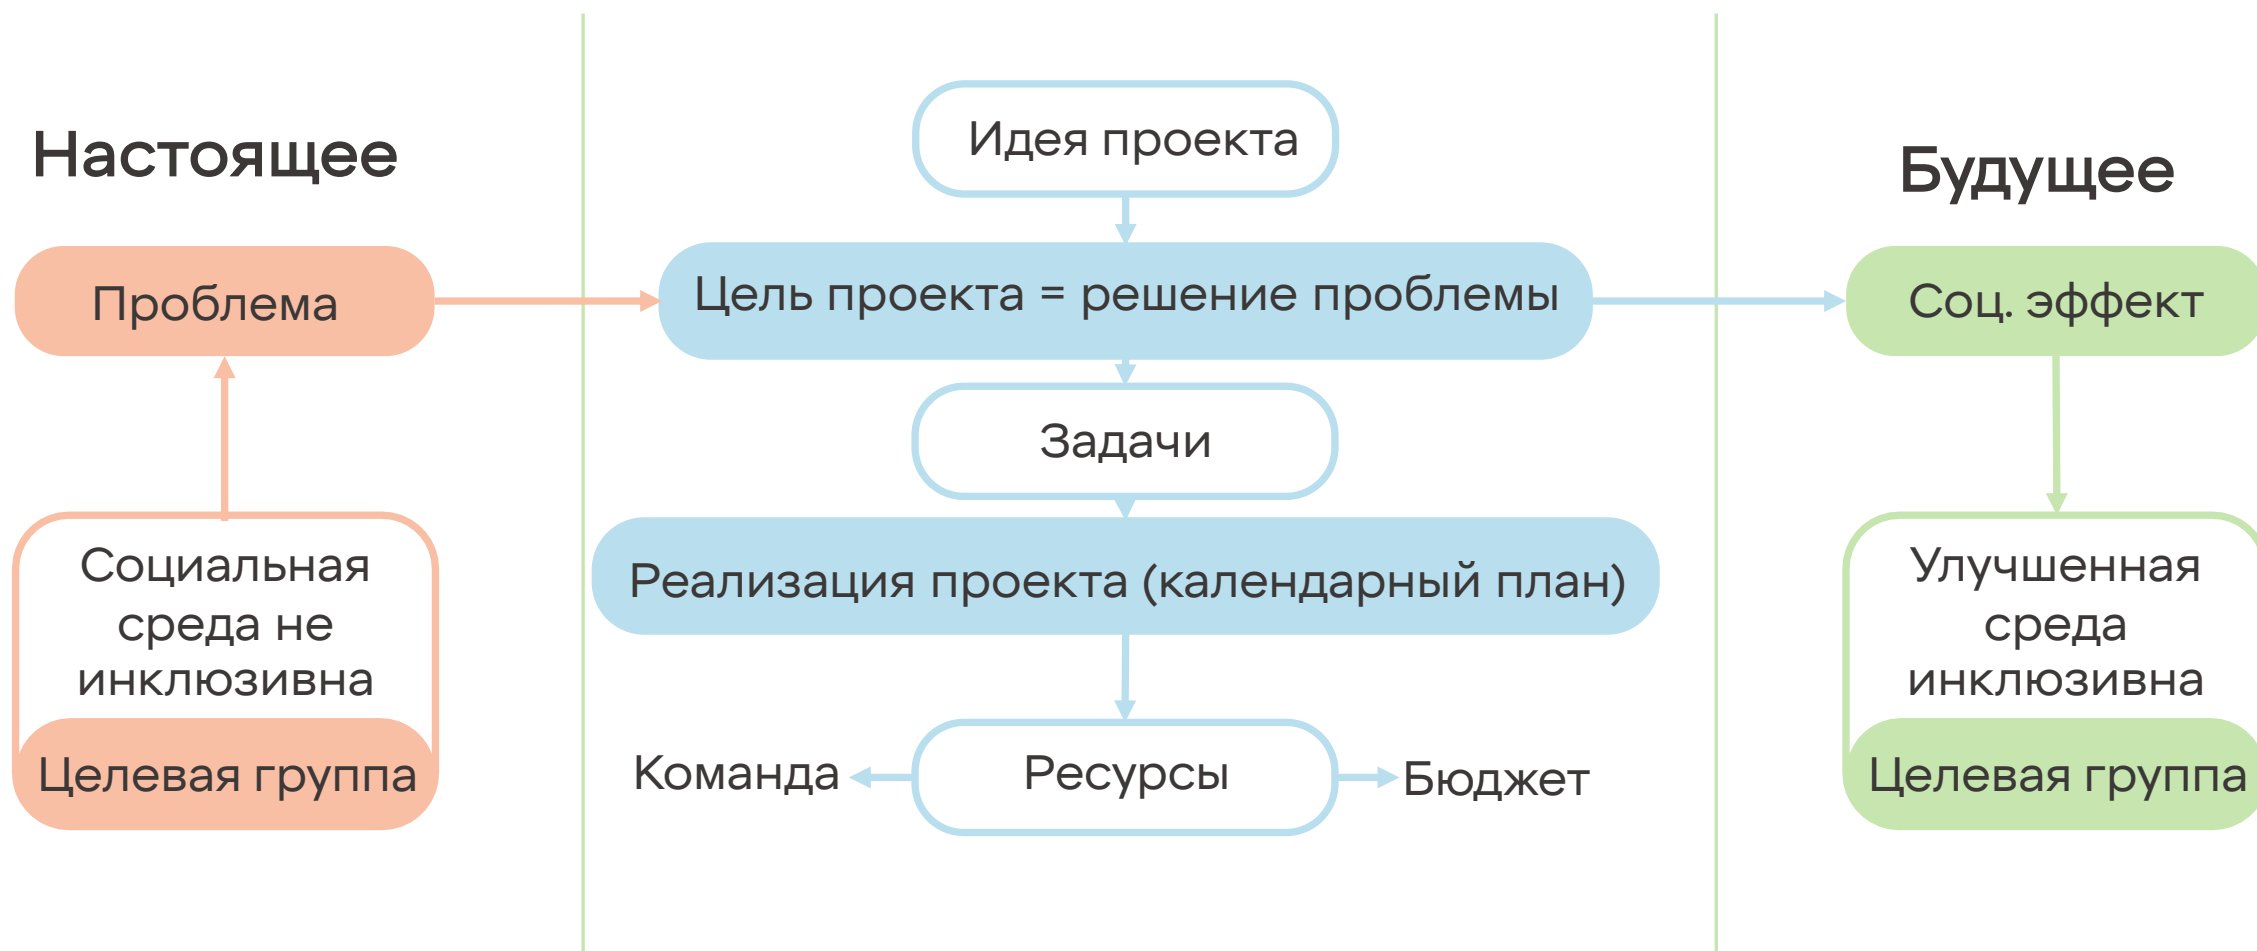 Настоящее
Проблема
Социальная
среда не
инклюзивна
Целевая группа
Идея проекта
Цель проекта = решение проблемы
Задачи
Реализация проекта (календарный план)
Команда
Ресурсы
Бюджет
Будущее
Соц. эффект
Улучшенная
среда
инклюзивна
Целевая группа